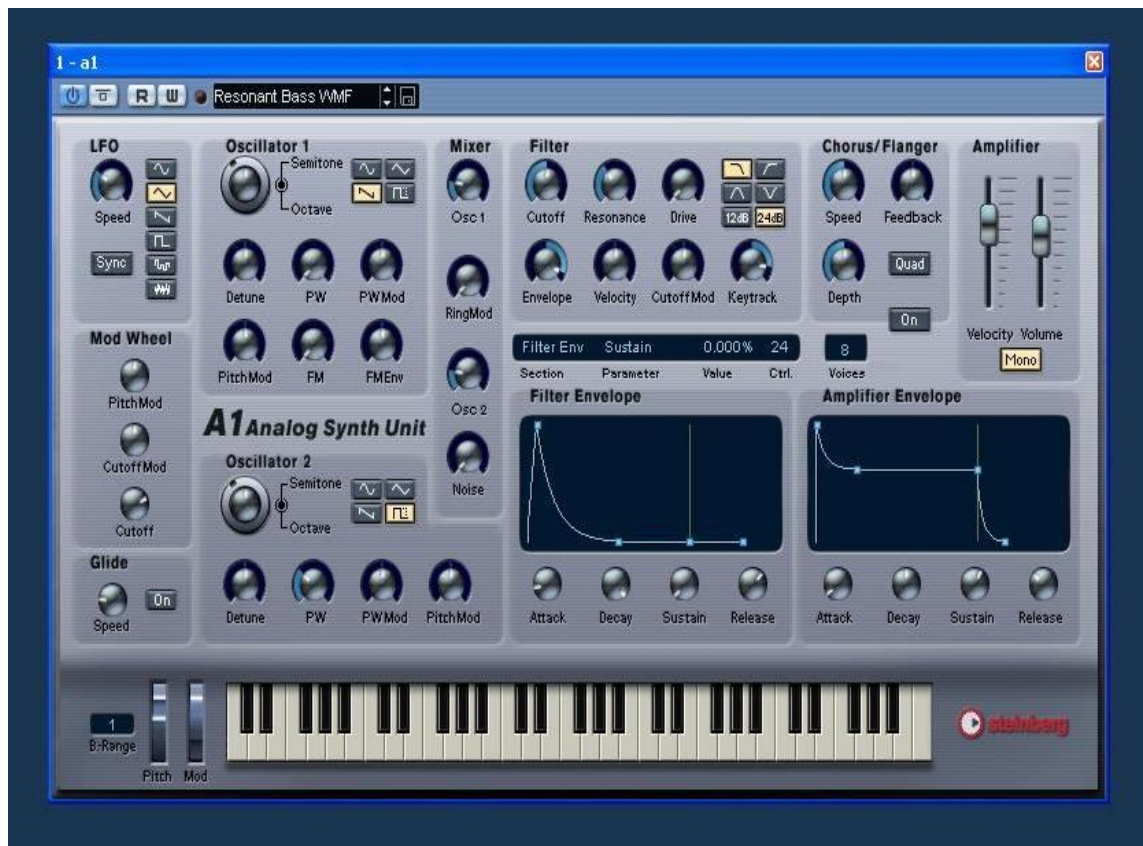 1 - a1
R W Resonant Bass WMF
LFO
Speed
Sync
Mod Wheel
PitchMod
CutoffMod
Cutoff
Glide
Speed
On
Oscillator 1
Semitone
Octave
Detune PW PWMod
PitchMod FM FMEnv
A1 Analog Synth Unit
Oscillator 2
Semitone
Octave
Detune PW PWMod PitchMod
Mixer
Osc 1
RingMod
Osc 2
Noise
Filter
Cutoff Resonance Drive
12dB 24dB
Envelope Velocity CutoffMod Keytrack
Chorus/Flanger
Speed Feedback
Depth
Quad
On
Amplifier
Velocity Volume
Mono
Filter Env Sustain 0.000% 24
Section Parameter Value Ctrl.
8
Voices
Filter Envelope
Attack Decay Sustain Release
Amplifier Envelope
Attack Decay Sustain Release
1
B-Range
Pitch Mod
steinberg